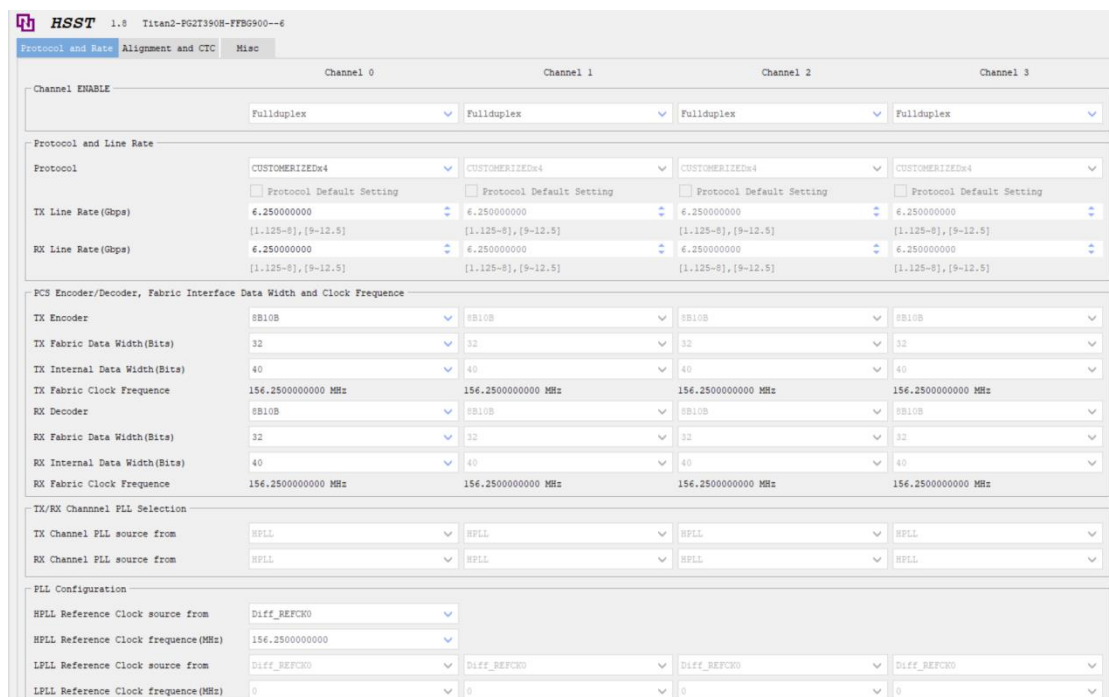 HSST 1.8 Titan2-PG2T390H-FFBG900--6
Protocol and Rate Alignment and CTC Misc
Channel 0 Channel 1 Channel 2 Channel 3
Channel ENABLE
Fullduplex Fullduplex Fullduplex Fullduplex
Protocol and Line Rate
Protocol CUSTOMERIZEDx4 CUSTOMERIZEDx4 CUSTOMERIZEDx4 CUSTOMERIZEDx4
Protocol Default Setting Protocol Default Setting Protocol Default Setting Protocol Default Setting
TX Line Rate(Gbps) 6.250000000 6.250000000 6.250000000 6.250000000
[1.125-8],[9-12.5] [1.125-8],[9-12.5] [1.125-8],[9-12.5] [1.125-8],[9-12.5]
RX Line Rate(Gbps) 6.250000000 6.250000000 6.250000000 6.250000000
[1.125-8],[9-12.5] [1.125-8],[9-12.5] [1.125-8],[9-12.5] [1.125-8],[9-12.5]
PCS Encoder/Decoder, Fabric Interface Data Width and Clock Frequence
TX Encoder 8B10B 8B10B 8B10B 8B10B
TX Fabric Data Width(Bits) 32 32 32 32
TX Internal Data Width(Bits) 40 40 40 40
TX Fabric Clock Frequence 156.2500000000 MHz 156.2500000000 MHz 156.2500000000 MHz 156.2500000000 MHz
RX Decoder 8B10B 8B10B 8B10B 8B10B
RX Fabric Data Width(Bits) 32 32 32 32
RX Internal Data Width(Bits) 40 40 40 40
RX Fabric Clock Frequence 156.2500000000 MHz 156.2500000000 MHz 156.2500000000 MHz 156.2500000000 MHz
TX/RX Channnel PLL Selection
TX Channel PLL source from HPLL HPLL HPLL HPLL
RX Channel PLL source from HPLL HPLL HPLL HPLL
PLL Configuration
HPLL Reference Clock source from Diff_REFCK0
HPLL Reference Clock frequence(MHz) 156.2500000000
LPLL Reference Clock source from Diff_REFCK0 Diff_REFCK0 Diff_REFCK0 Diff_REFCK0
LPLL Reference Clock frequence(MHz) 0 0 0 0